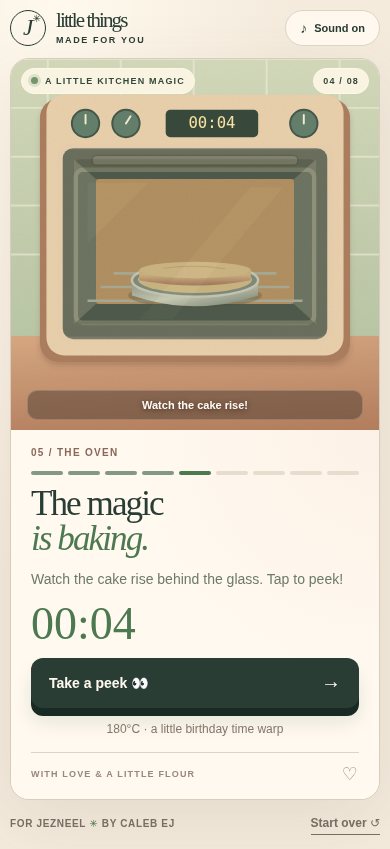 J
little things
MADE FOR YOU
♪ Sound on
A LITTLE KITCHEN MAGIC
04 / 08
00:04
Watch the cake rise!
05 / THE OVEN
The magic
is baking.
Watch the cake rise behind the glass. Tap to peek!
00:04
Take a peek 👀 →
180°C · a little birthday time warp
WITH LOVE & A LITTLE FLOUR ♡
FOR JEZNEEL ✳ BY CALEB EJ
Start over ↺